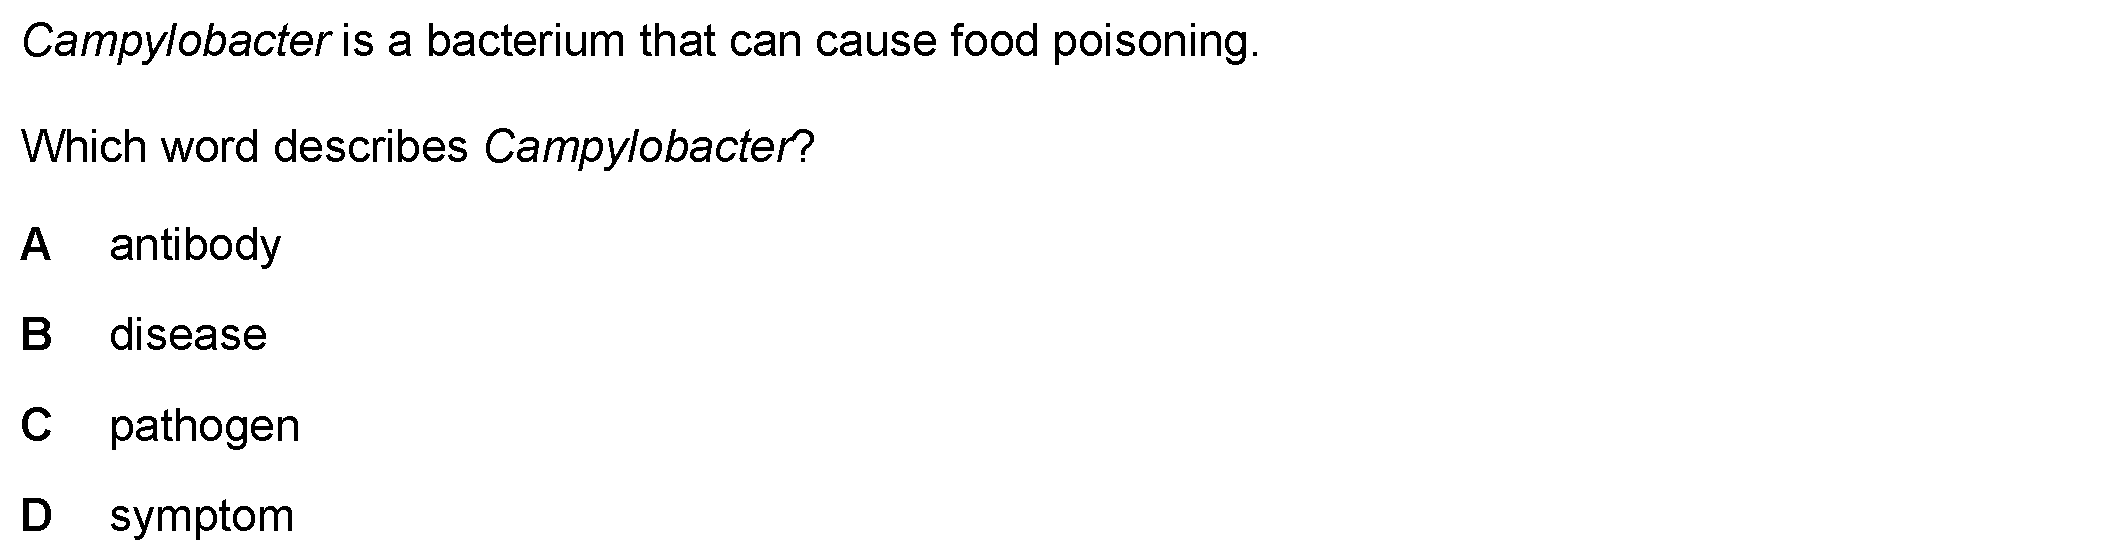 Campylobacter is a bacterium that can cause food poisoning.
Which word describes Campylobacter?
A antibody
B disease
C pathogen
D symptom